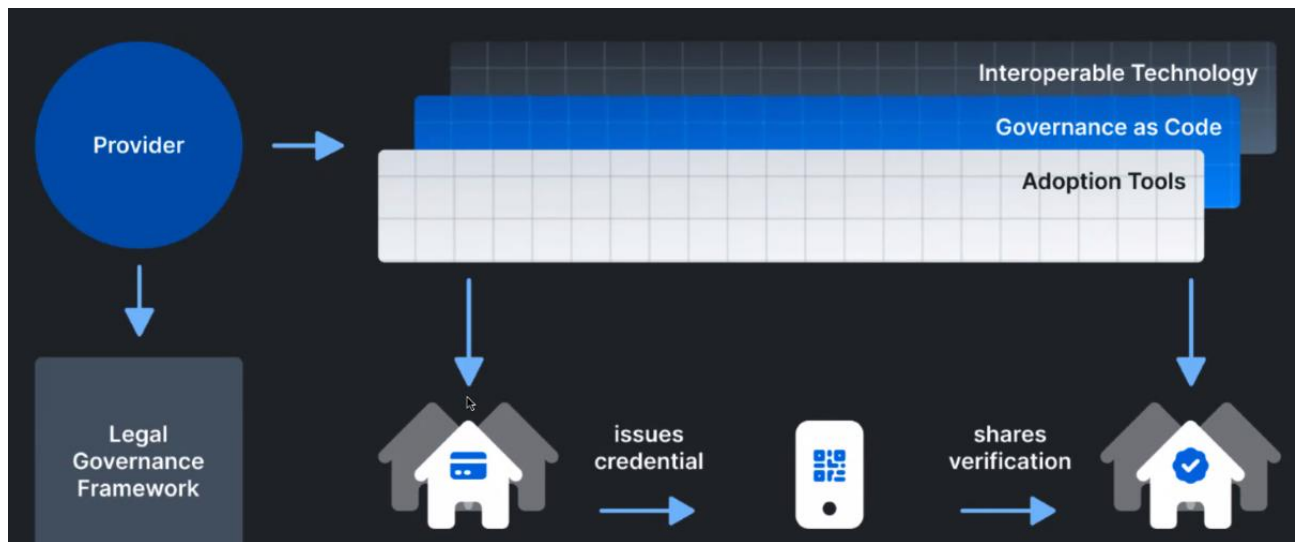 Provider
Interoperable Technology
Governance as Code
Adoption Tools
Legal
Governance
Framework
issues
credential
shares
verification